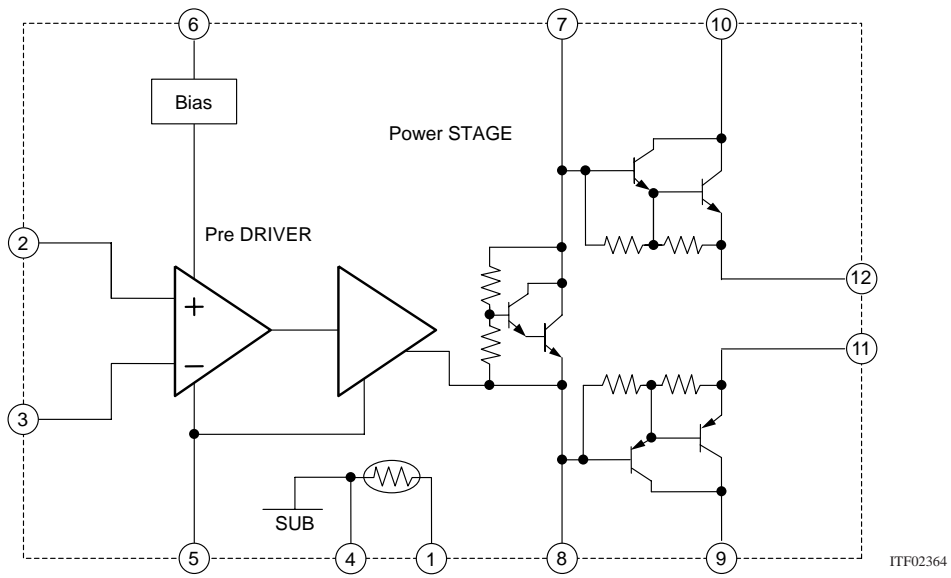 6
7
10
Bias
Power STAGE
2
Pre DRIVER
+
12
11
−
3
SUB
5
4
1
8
9
ITF02364